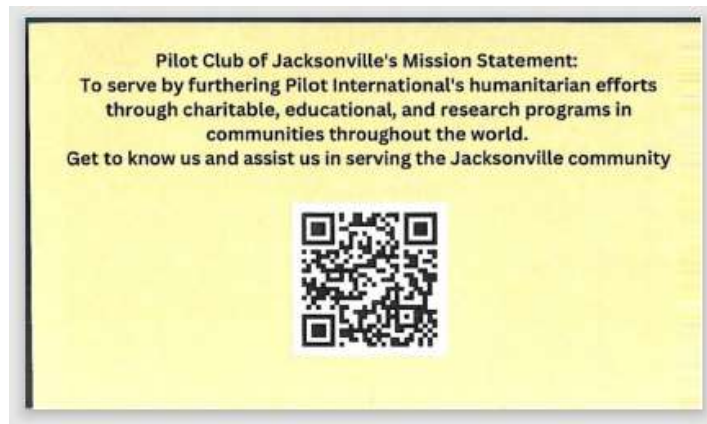 Pilot Club of Jacksonville's Mission Statement:
To serve by furthering Pilot International's humanitarian efforts
through charitable, educational, and research programs in
communities throughout the world.
Get to know us and assist us in serving the Jacksonville community